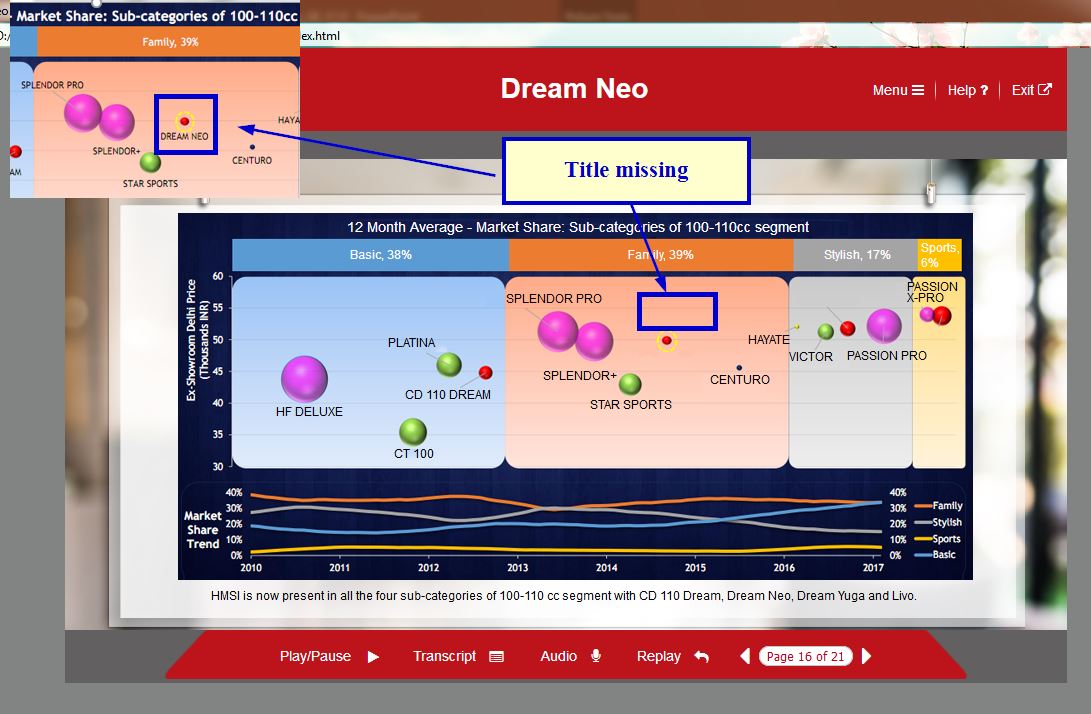 Market Share: Sub-categories of 100-110cc
ex.html
Family, 39%
SPLENDOR PRO
DREAM NEO
HAYA
SPLENDOR+
CENTURO
AM
STAR SPORTS
Dream Neo
Menu
Help ?
Exit
Title missing
12 Month Average - Market Share: Sub-categories of 100-110cc segment
Basic, 38%
Family, 39%
Stylish, 17%
Sports,
6%
Ex-Showroom Delhi Price
(Thousands INR)
60
55
50
45
40
35
30
SPLENDOR PRO
PASSION
X-PRO
PLATINA
HAYATE
VICTOR
PASSION PRO
SPLENDOR+
CENTURO
CD 110 DREAM
STAR SPORTS
HF DELUXE
CT 100
Market
Share
Trend
40%
30%
20%
10%
0%
40%
30%
20%
10%
0%
Family
Stylish
Sports
Basic
2010 2011 2012 2013 2014 2015 2016 2017
HMSI is now present in all the four sub-categories of 100-110 cc segment with CD 110 Dream, Dream Neo, Dream Yuga and Livo.
Play/Pause
Transcript
Audio
Replay
Page 16 of 21